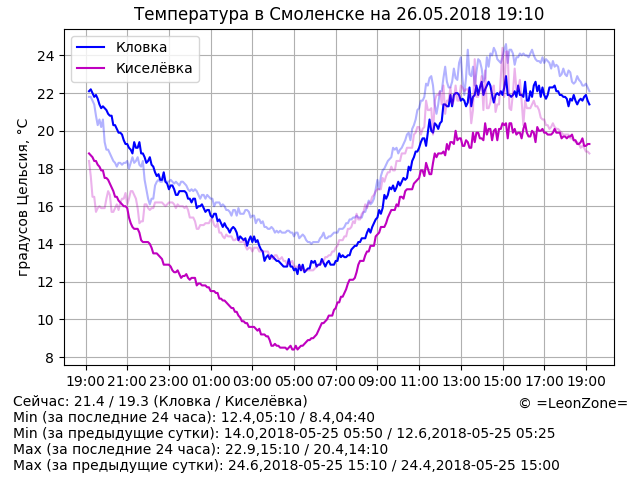 Температура в Смоленске на 26.05.2018 19:10
Кловка
Киселёвка
градусов Цельсия, °C
24
22
20
18
16
14
12
10
8
19:00 21:00 23:00 01:00 03:00 05:00 07:00 09:00 11:00 13:00 15:00 17:00 19:00
Сейчас: 21.4 / 19.3 (Кловка / Киселёвка)
© =LeonZone=
Min (за последние 24 часа): 12.4,05:10 / 8.4,04:40
Min (за предыдущие сутки): 14.0,2018-05-25 05:50 / 12.6,2018-05-25 05:25
Max (за последние 24 часа): 22.9,15:10 / 20.4,14:10
Max (за предыдущие сутки): 24.6,2018-05-25 15:10 / 24.4,2018-05-25 15:00